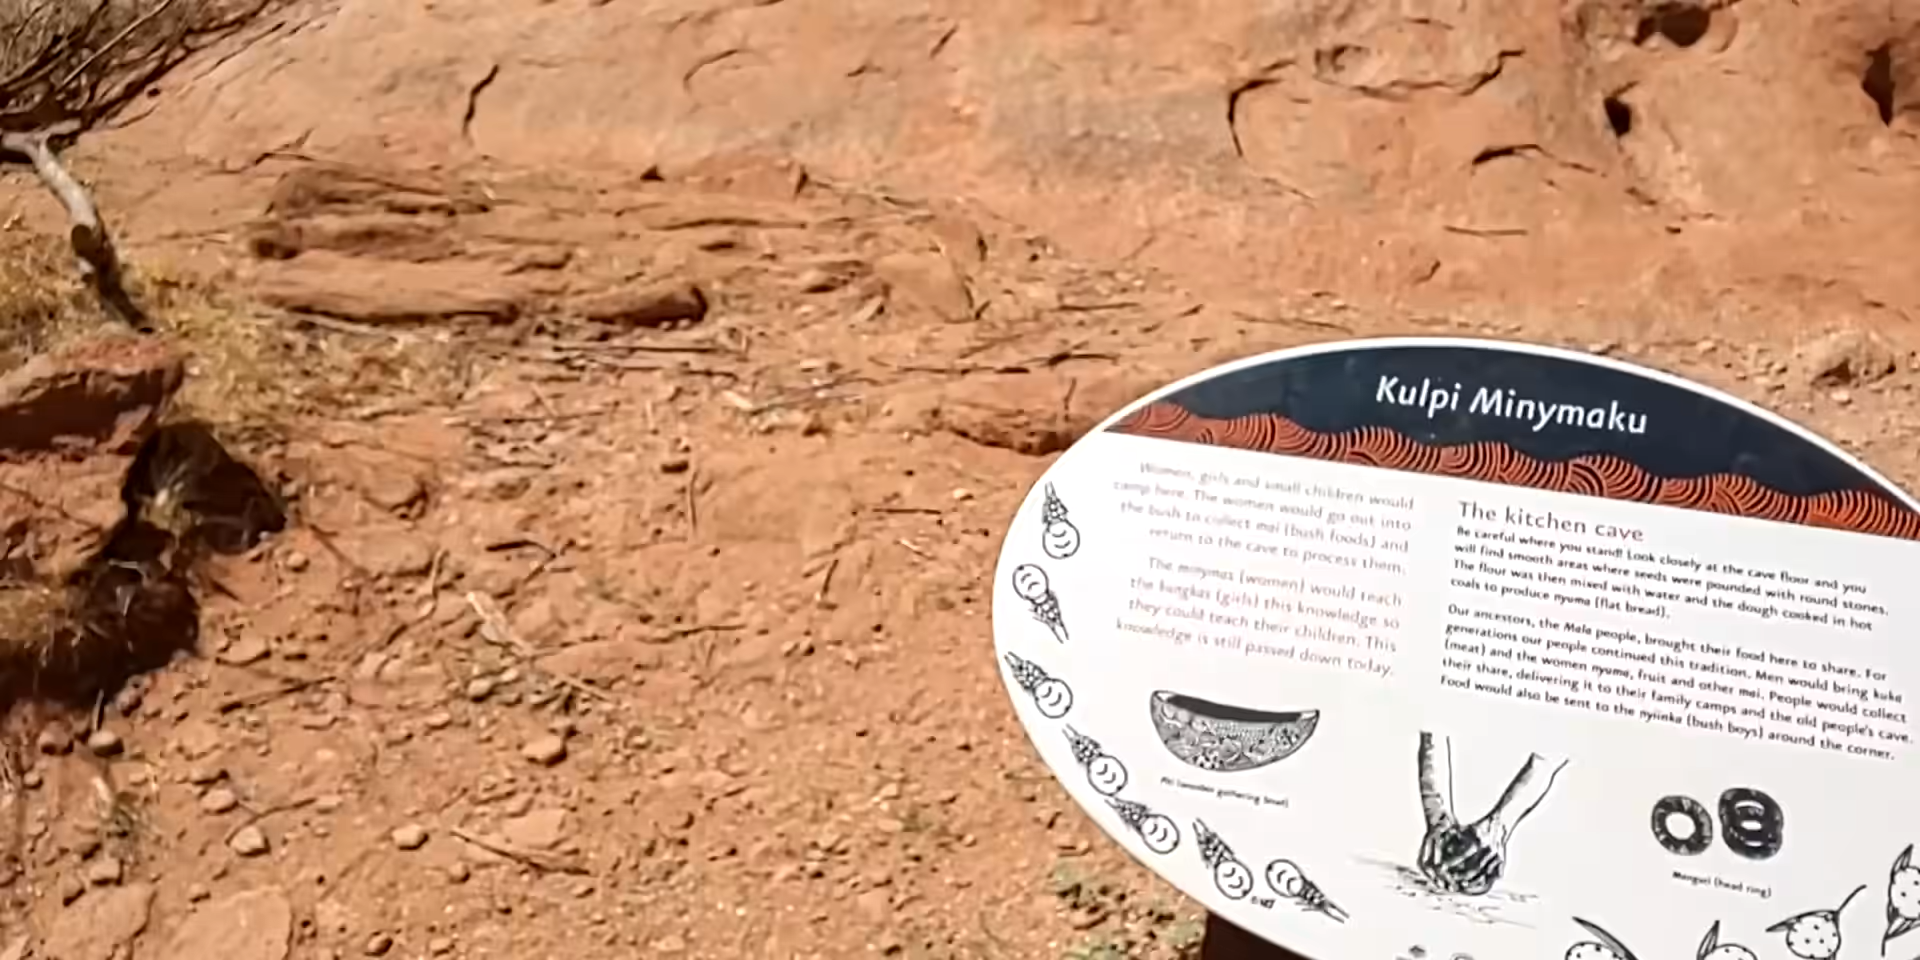 Kulpi Minymaku
Women, girls and small children would
camp here. The women would go out into
the bush to collect mai (bush foods) and
return to the cave to process them.
The minymas (women) would teach
the kungkas (girls) this knowledge so
they could teach their children. This
knowledge is still passed down today.
The kitchen cave
Be careful where you stand! Look closely at the cave floor and you
will find smooth areas where seeds were pounded with round stones.
The flour was then mixed with water and the dough cooked in hot
coals to produce nyuma (flat bread).
Our ancestors, the Mala people, brought their food here to share. For
generations our people continued this tradition. Men would bring kuka
(meat) and the women nyuma, fruit and other mai. People would collect
their share, delivering it to their family camps and the old people's cave.
Food would also be sent to the nyiinka (bush boys) around the corner.
(wooden gathering bowl)
(head ring)